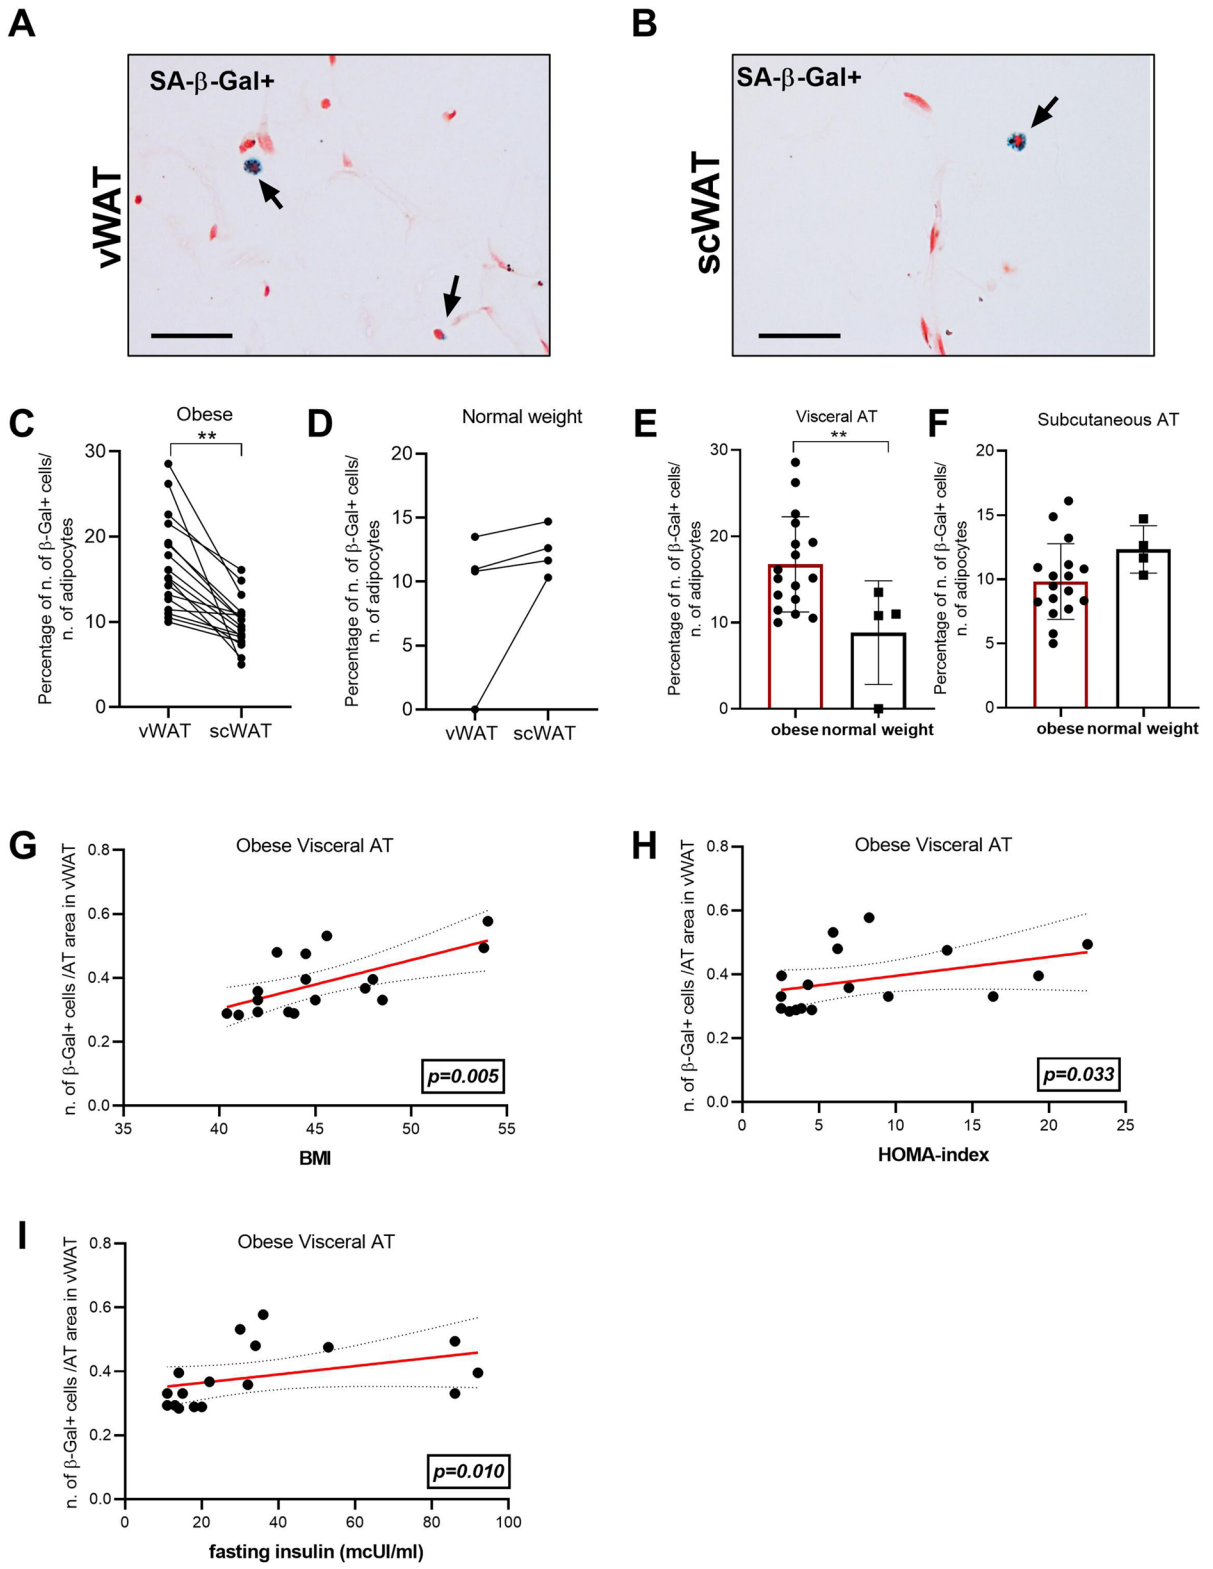 A
B
SA-β-Gal+
SA-β-Gal+
vWAT
scWAT
C
Obese
**
Percentage of n. of β-Gal+ cells/
n. of adipocytes
30
20
10
0
vWAT
scWAT
D
Normal weight
Percentage of n. of β-Gal+ cells/
n. of adipocytes
20
15
10
5
0
vWAT
scWAT
E
Visceral AT
**
Percentage of n. of β-Gal+ cells/
n. of adipocytes
30
20
10
0
obese normal weight
F
Subcutaneous AT
Percentage of n. of β-Gal+ cells/
n. of adipocytes
20
15
10
5
0
obese normal weight
G
Obese Visceral AT
n. of β-Gal+ cells /AT area in vWAT
0.8
0.6
0.4
0.2
0.0
p=0.005
35 40 45 50 55
BMI
H
Obese Visceral AT
n. of β-Gal+ cells /AT area in vWAT
0.8
0.6
0.4
0.2
0.0
p=0.033
0 5 10 15 20 25
HOMA-index
I
Obese Visceral AT
n. of β-Gal+ cells /AT area in vWAT
0.8
0.6
0.4
0.2
0.0
p=0.010
0 20 40 60 80 100
fasting insulin (mcUI/ml)